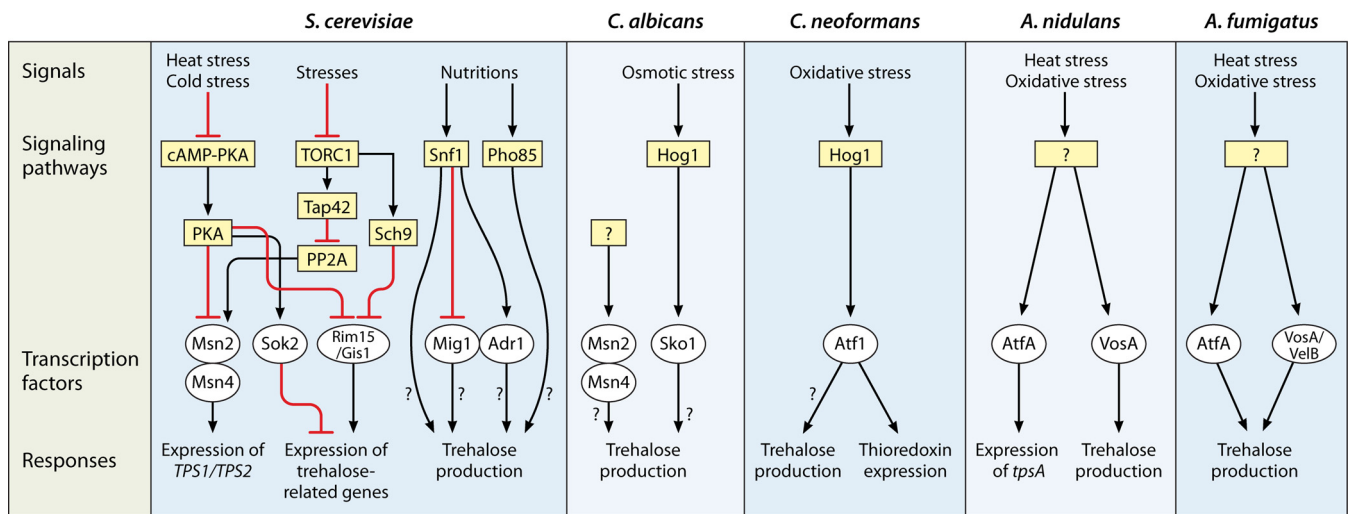 S. cerevisiae
C. albicans
C. neoformans
A. nidulans
A. fumigatus
Signals
Heat stress
Cold stress
Stresses
Nutritions
Osmotic stress
Oxidative stress
Heat stress
Oxidative stress
Heat stress
Oxidative stress
Signaling
pathways
cAMP-PKA
TORC1
Snf1
Pho85
Hog1
Hog1
?
?
Tap42
PKA
Sch9
?
PP2A
Transcription
factors
Msn2
Msn4
Sok2
Rim15
/Gis1
Mig1
Adr1
Msn2
Msn4
Sko1
Atf1
AtfA
VosA
AtfA
VosA/
VelB
?
?
?
?
?
?
?
Responses
Expression of
TPS1/TPS2
Expression of
trehalose-
related genes
Trehalose
production
Trehalose
production
Trehalose
production
Thioredoxin
expression
Expression
of tpsA
Trehalose
production
Trehalose
production